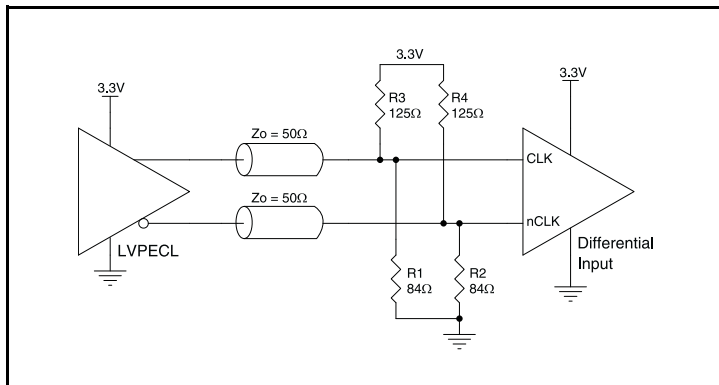 3.3V
3.3V
3.3V
R3
125Ω
R4
125Ω
Zo = 50Ω
CLK
Zo = 50Ω
nCLK
LVPECL
Differential
Input
R1
84Ω
R2
84Ω